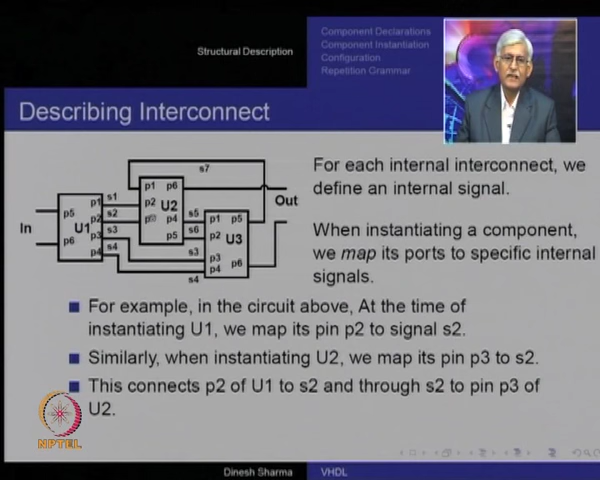 Structural Description
Component Declarations
Component Instantiation
Configuration
Repetition Grammar
Describing Interconnect
s7
p1 p6
s1
p1
p2 U2
s2
p5
p2
p4
s5
p1 p5
Out
In
U1
s3
p5
s6
p2 U3
p6
p3
s4
s3
p3
p4
p4
p6
s4
For each internal interconnect, we
define an internal signal.
When instantiating a component,
we map its ports to specific internal
signals.
For example, in the circuit above, At the time of
instantiating U1, we map its pin p2 to signal s2.
Similarly, when instantiating U2, we map its pin p3 to s2.
This connects p2 of U1 to s2 and through s2 to pin p3 of
U2.
NPTEL
Dinesh Sharma
VHDL